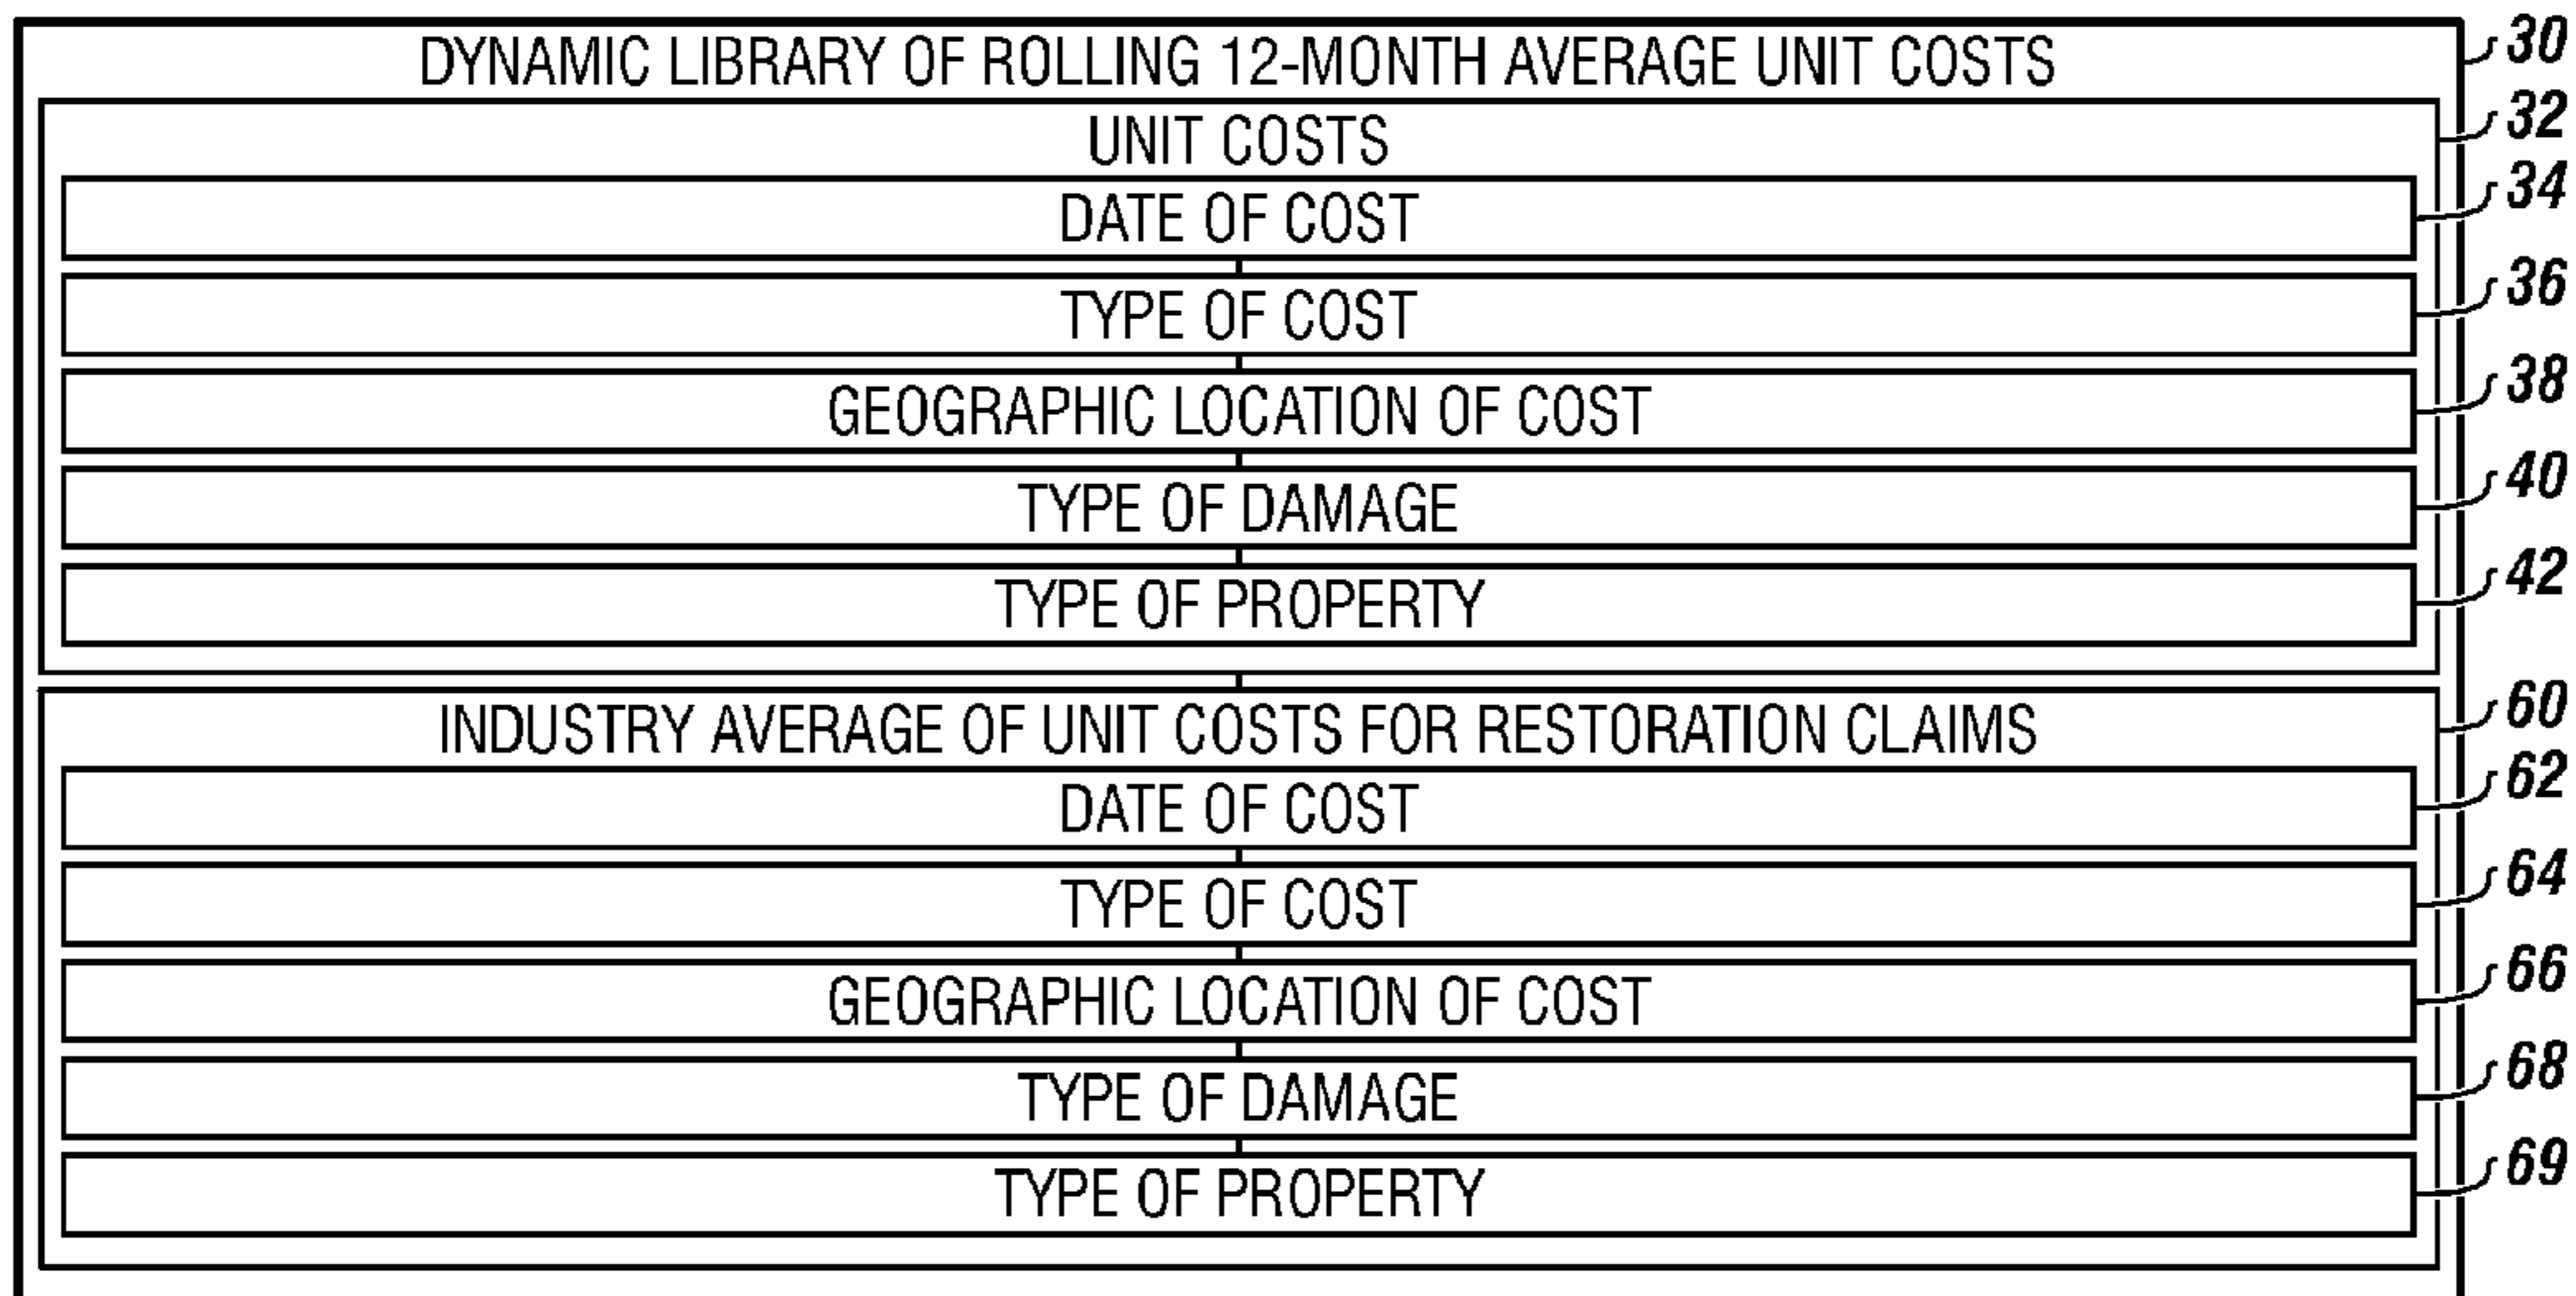 DYNAMIC LIBRARY OF ROLLING 12-MONTH AVERAGE UNIT COSTS 30
UNIT COSTS 32
DATE OF COST 34
TYPE OF COST 36
GEOGRAPHIC LOCATION OF COST 38
TYPE OF DAMAGE 40
TYPE OF PROPERTY 42
INDUSTRY AVERAGE OF UNIT COSTS FOR RESTORATION CLAIMS 60
DATE OF COST 62
TYPE OF COST 64
GEOGRAPHIC LOCATION OF COST 66
TYPE OF DAMAGE 68
TYPE OF PROPERTY 69